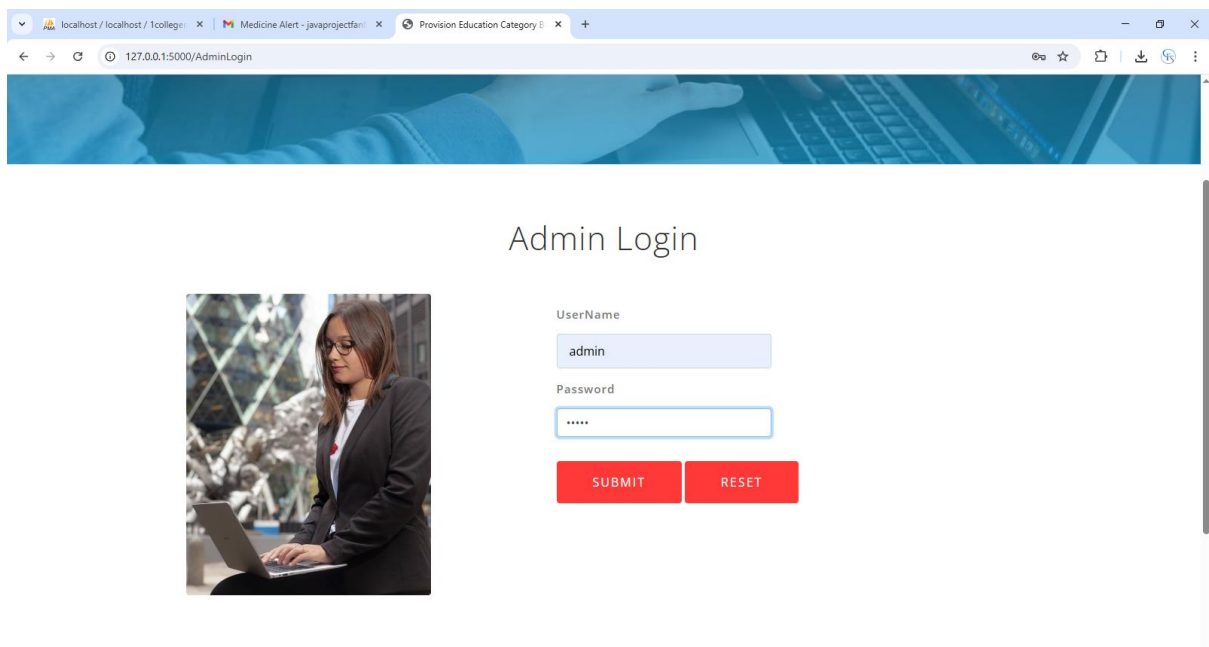 localhost / localhost / 1colleger
Medicine Alert - javaprojectfan
Provision Education Category B
127.0.0.1:5000/AdminLogin
Admin Login
UserName
admin
Password
•••••
SUBMIT RESET